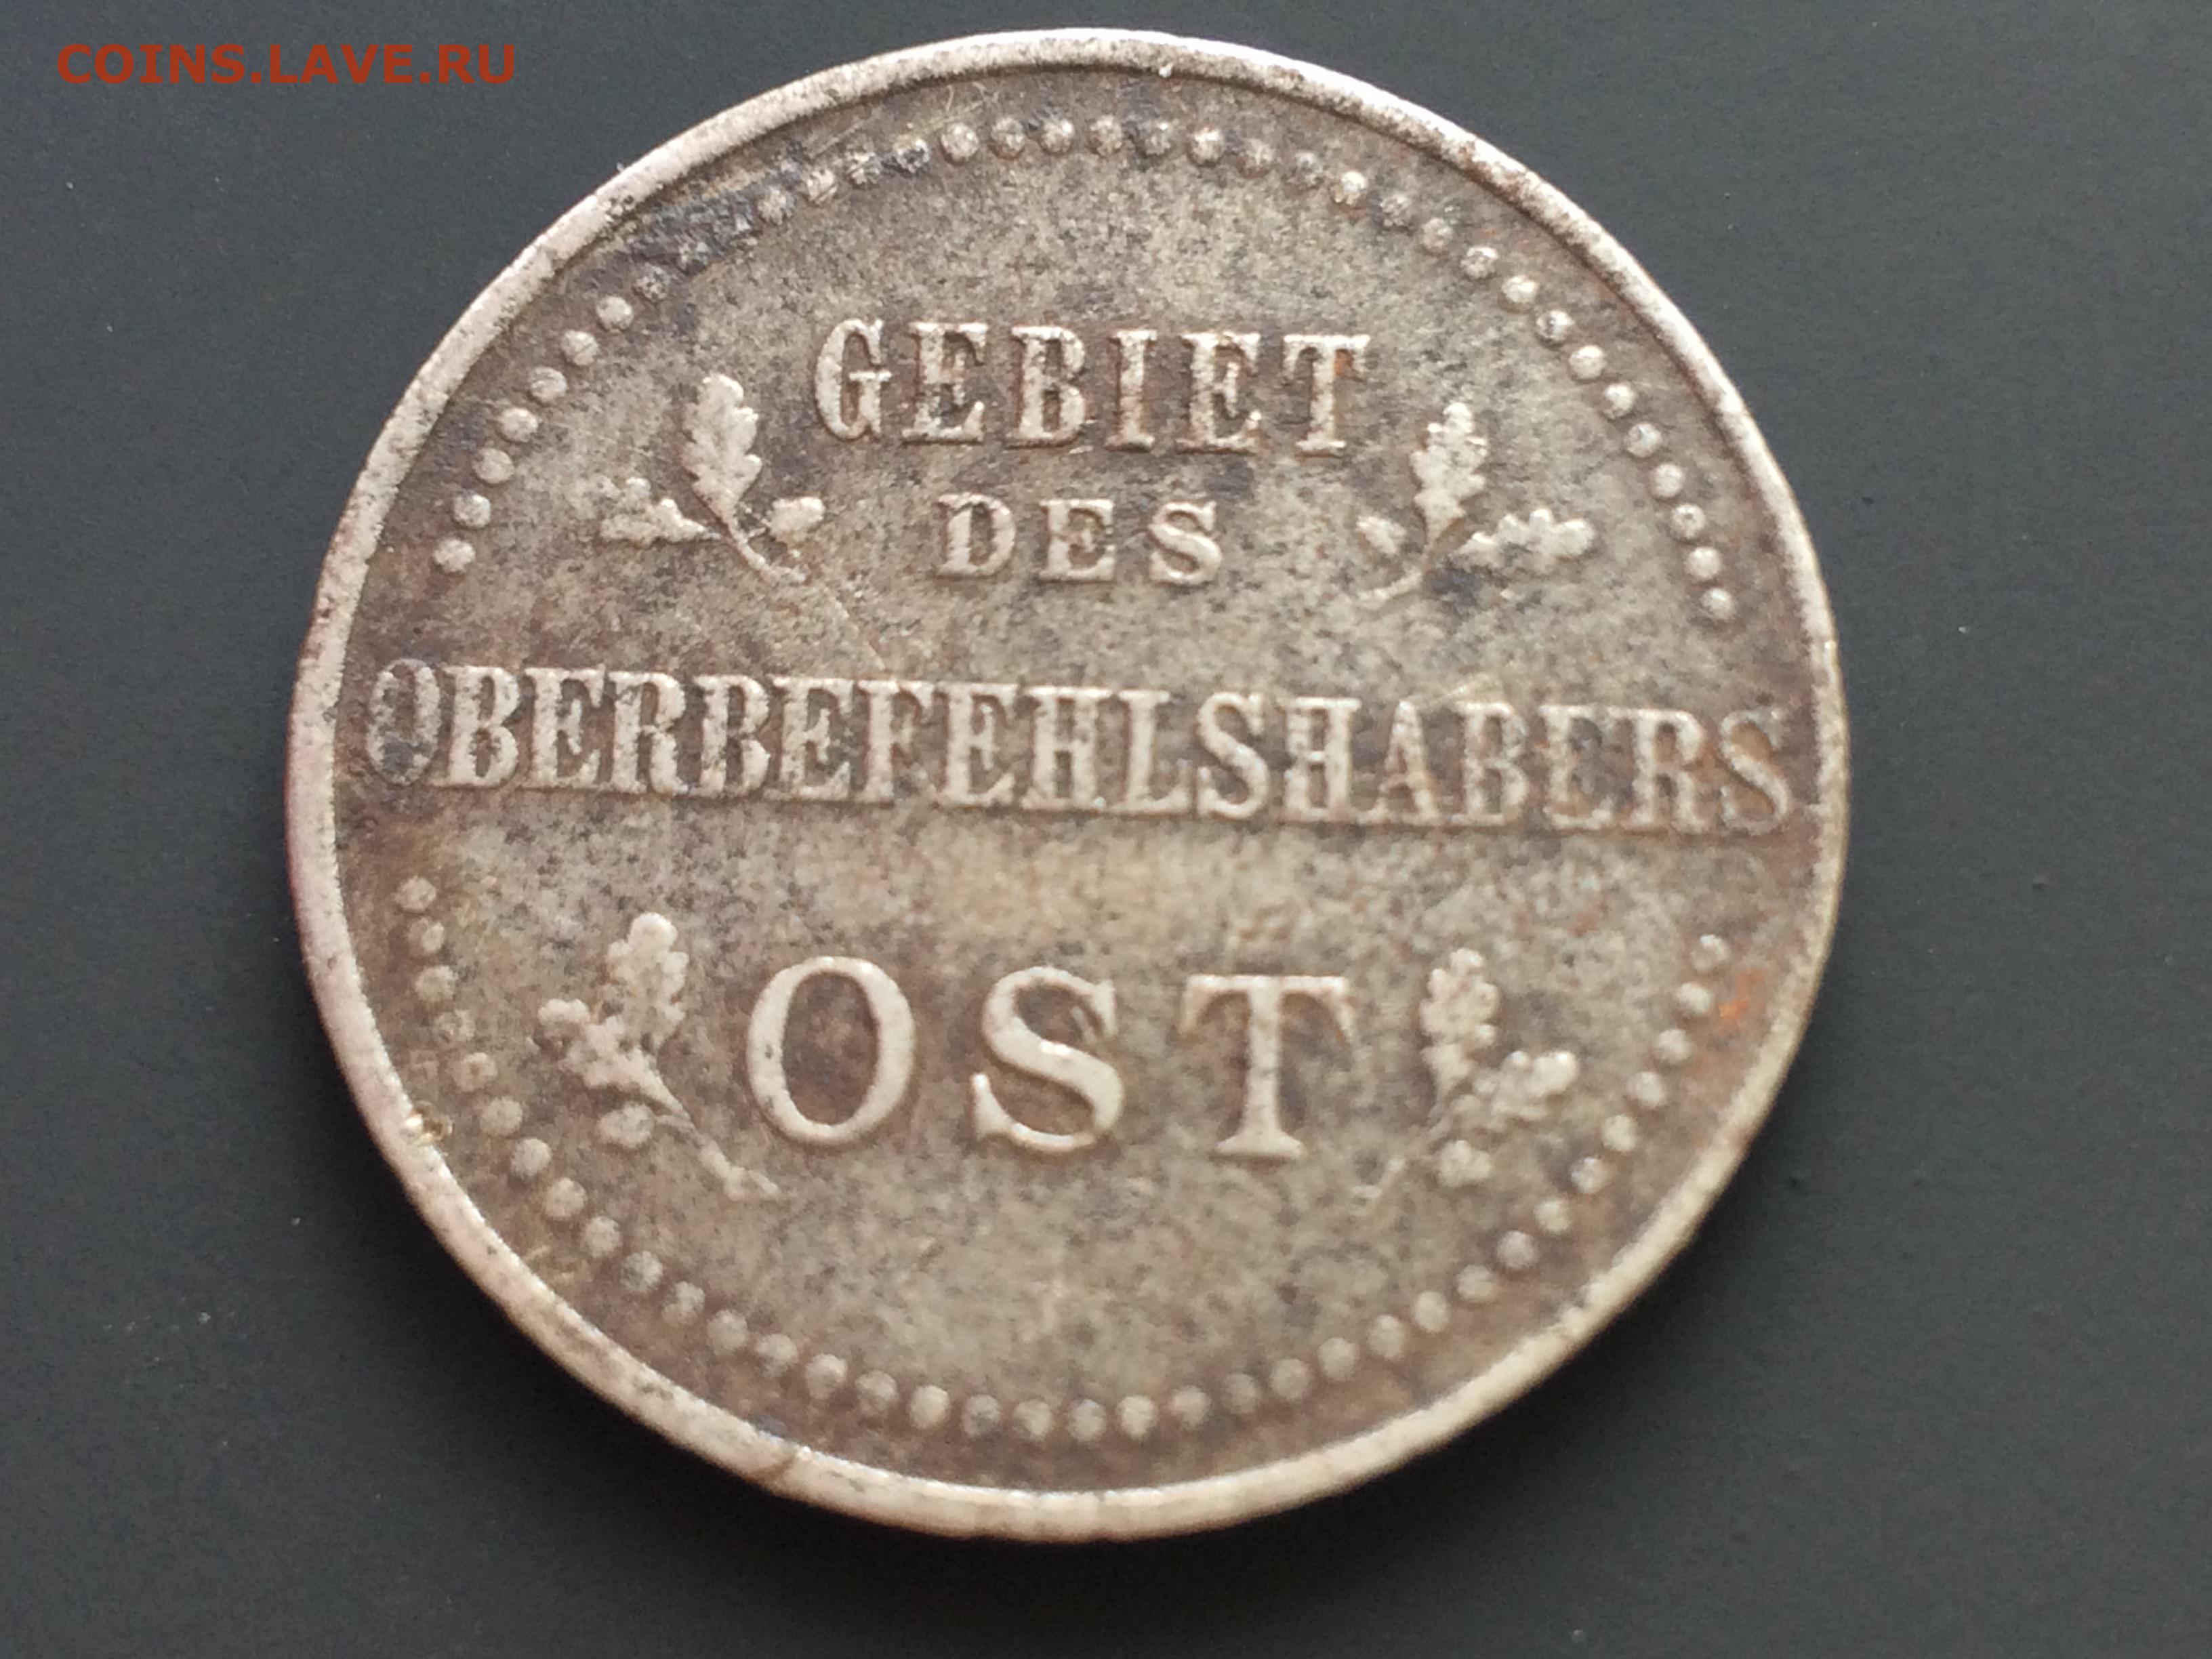 COINS.LAVE.RU
GEBIET
DES
OBERBEFEHLSHABERS
OST